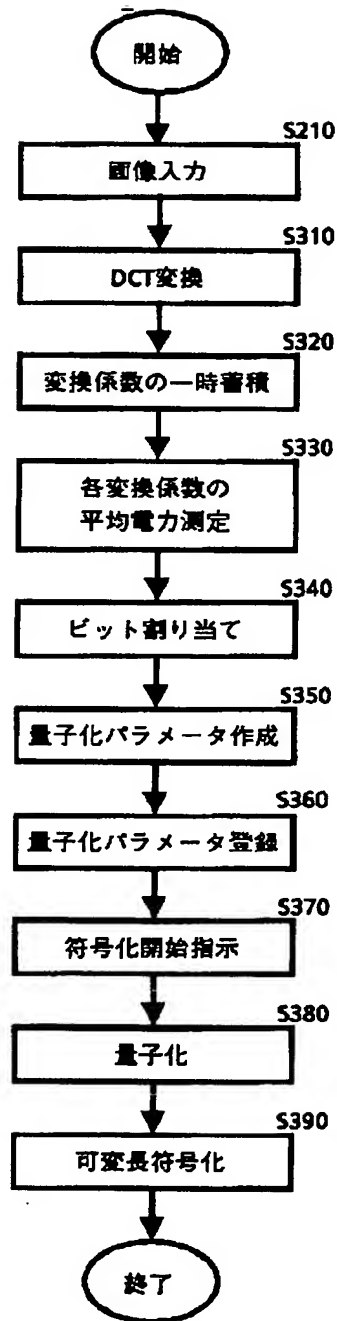 開始
S210
画像入力
S310
DCT変換
S320
変換係数の一時蓄積
S330
各変換係数の
平均電力測定
S340
ビット割り当て
S350
量子化パラメータ作成
S360
量子化パラメータ登録
S370
符号化開始指示
S380
量子化
S390
可変長符号化
終了